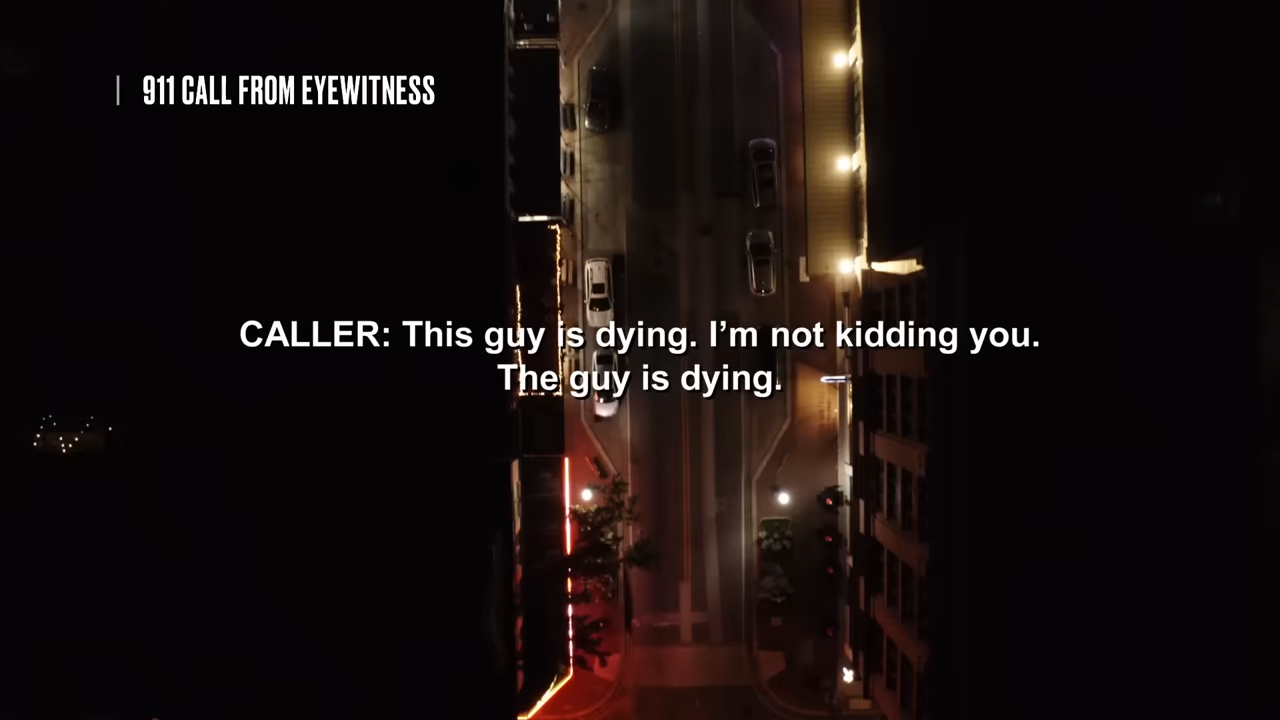 911 CALL FROM EYEWITNESS
CALLER: This guy is dying. I’m not kidding you.
The guy is dying.